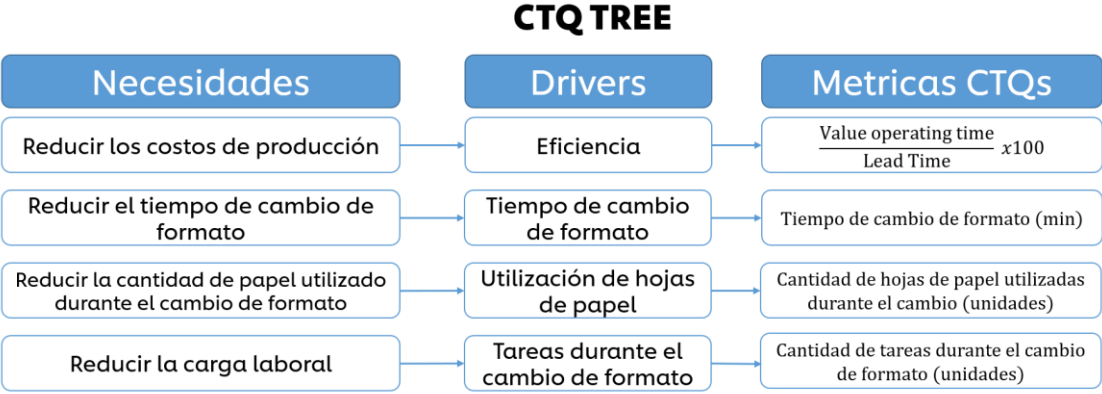 CTQ TREE
Necesidades
Drivers
Metricas CTQs
Reducir los costos de producción
Eficiencia
Value operating time
Lead Time
x100
Reducir el tiempo de cambio de
formato
Tiempo de cambio
de formato
Tiempo de cambio de formato (min)
Reducir la cantidad de papel utilizado
durante el cambio de formato
Utilización de hojas
de papel
Cantidad de hojas de papel utilizadas
durante el cambio (unidades)
Reducir la carga laboral
Tareas durante el
cambio de formato
Cantidad de tareas durante el cambio
de formato (unidades)